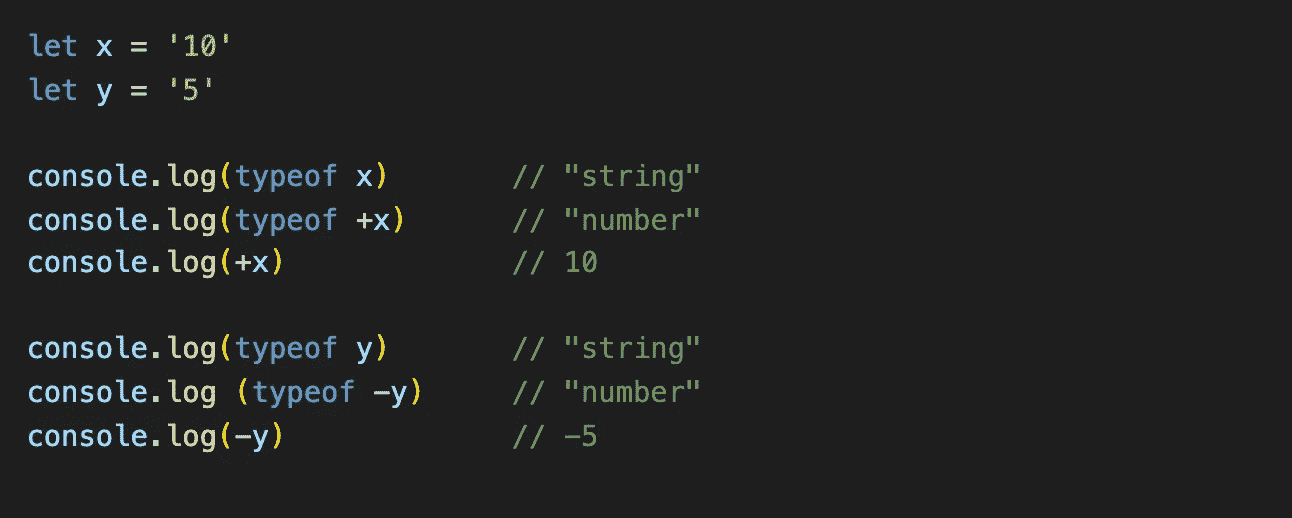 let x = '10'
let y = '5'
console.log(typeof x)       // "string"
console.log(typeof +x)      // "number"
console.log(+x)             // 10
console.log(typeof y)       // "string"
console.log (typeof -y)     // "number"
console.log(-y)             // -5